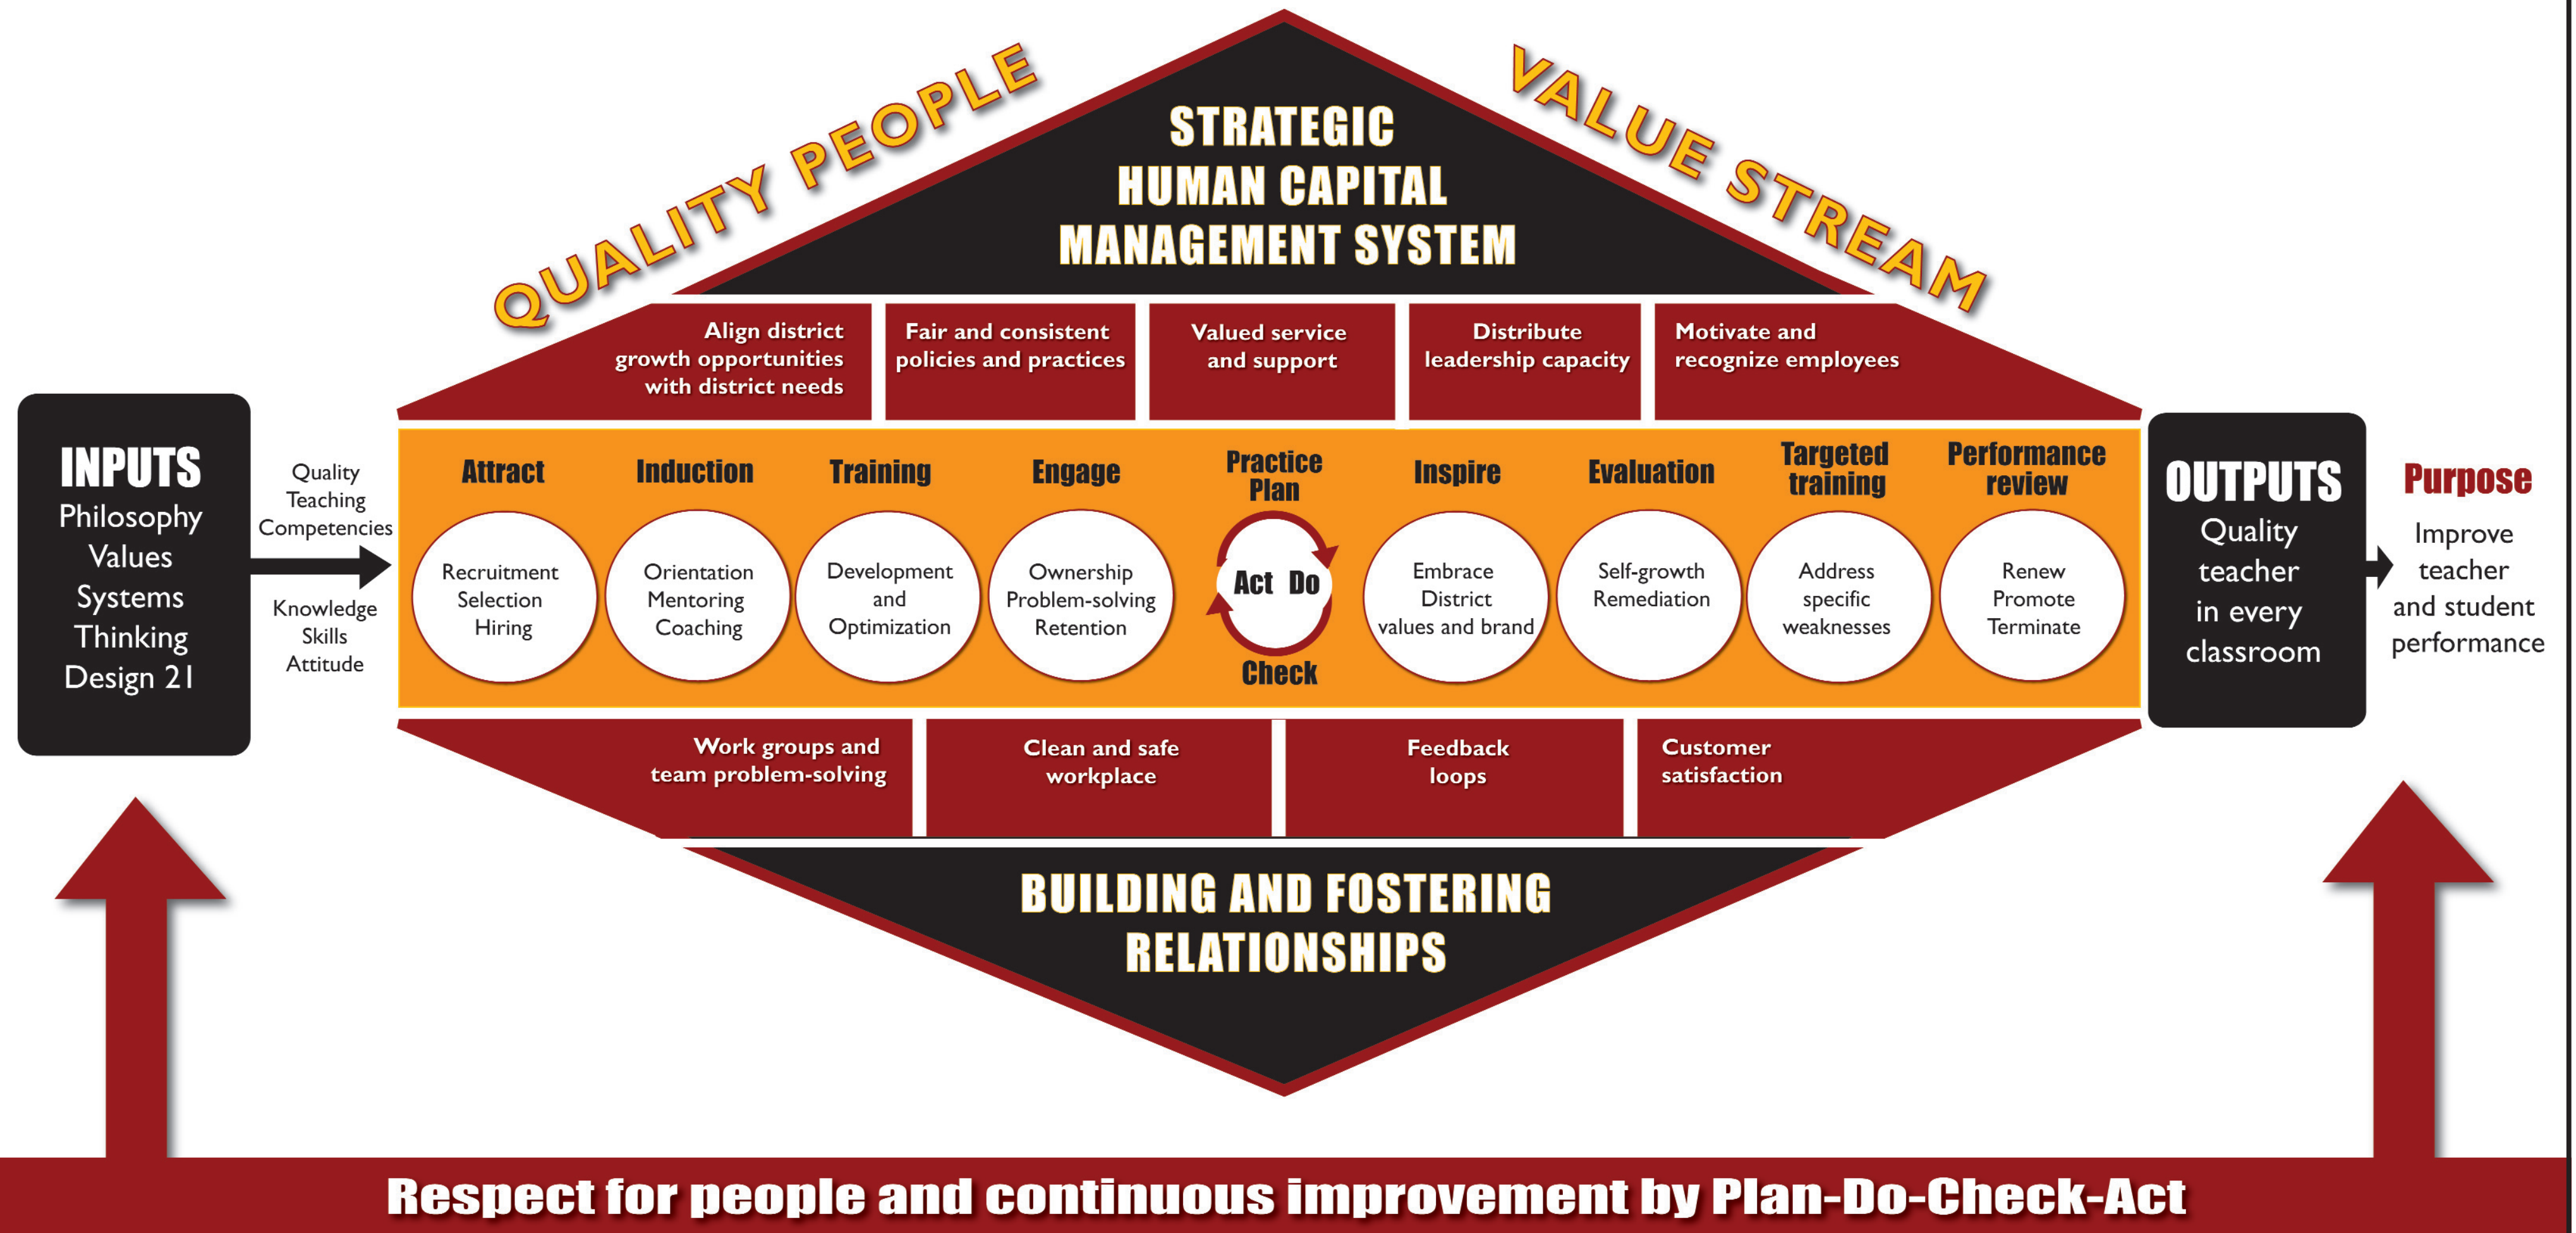 QUALITY PEOPLE
VALUE STREAM
STRATEGIC
HUMAN CAPITAL
MANAGEMENT SYSTEM
Align district
growth opportunities
with district needs
Fair and consistent
policies and practices
Valued service
and support
Distribute
leadership capacity
Motivate and
recognize employees
INPUTS
Philosophy
Values
Systems
Thinking
Design 21
Quality
Teaching
Competencies
Knowledge
Skills
Attitude
Attract
Recruitment
Selection
Hiring
Induction
Orientation
Mentoring
Coaching
Training
Development
and
Optimization
Engage
Ownership
Problem-solving
Retention
Practice
Plan
Act Do
Check
Inspire
Embrace
District
values and brand
Evaluation
Self-growth
Remediation
Targeted
training
Address
specific
weaknesses
Performance
review
Renew
Promote
Terminate
OUTPUTS
Quality
teacher
in every
classroom
Purpose
Improve
teacher
and student
performance
Work groups and
team problem-solving
Clean and safe
workplace
Feedback
loops
Customer
satisfaction
BUILDING AND FOSTERING
RELATIONSHIPS
Respect for people and continuous improvement by Plan-Do-Check-Act